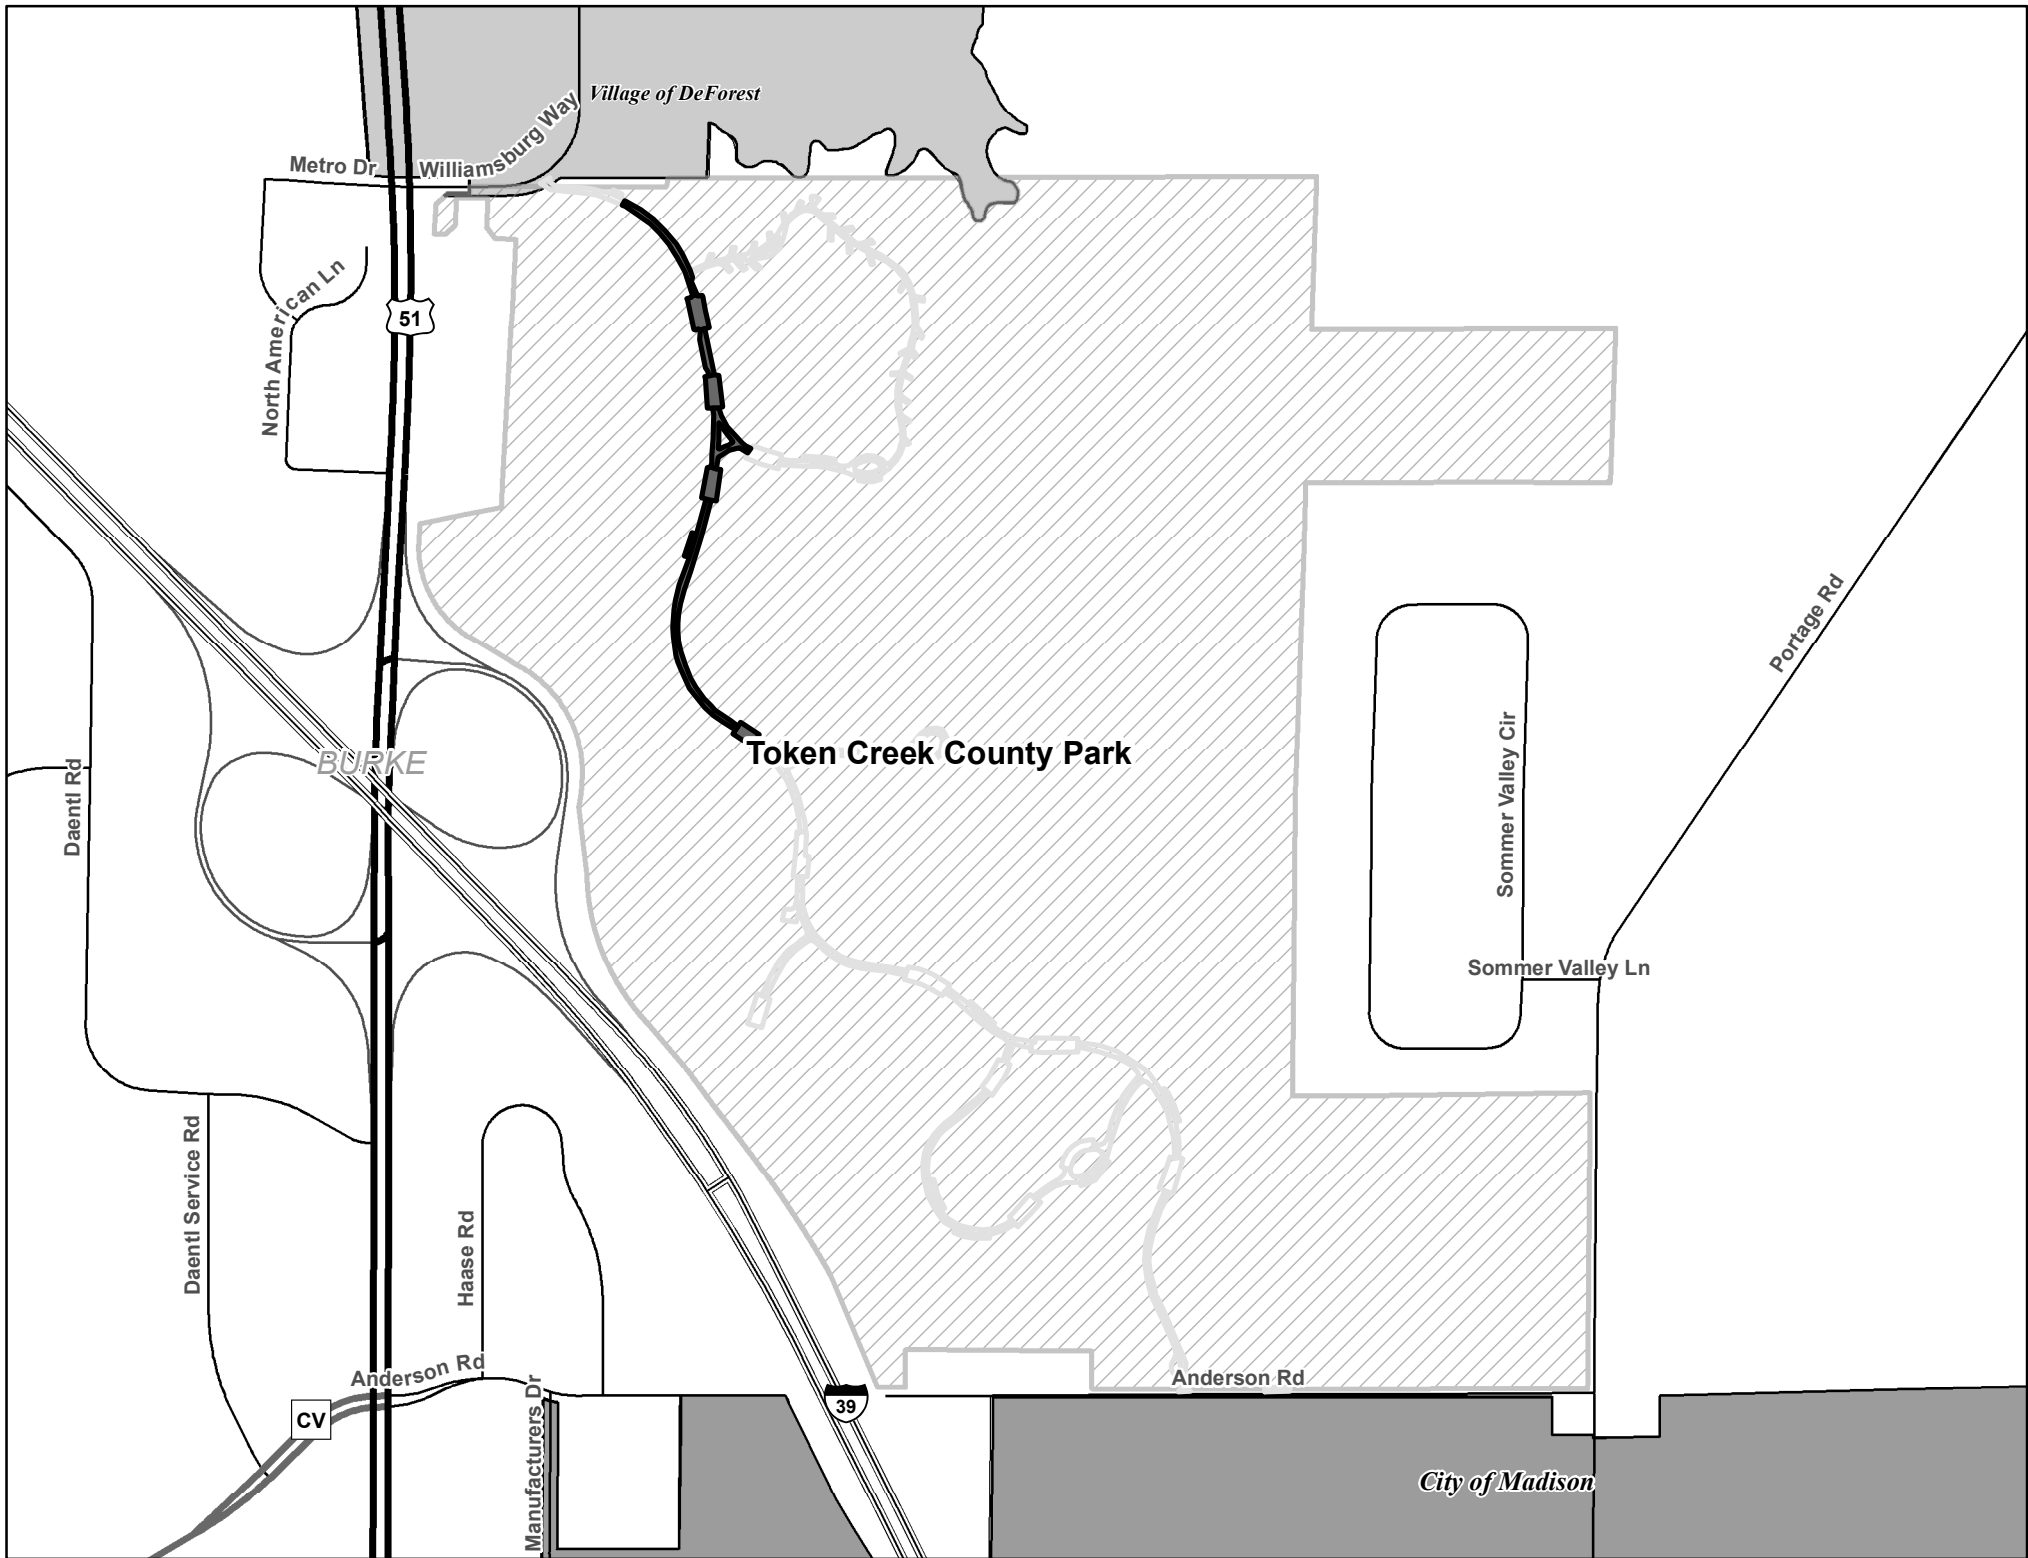 Village of DeForest
Williamsburg Way
Metro Dr
North American Ln
51
Portage Rd
Token Creek County Park
BURKE
Daentl Rd
Sommer Valley Cir
Sommer Valley Ln
Daentl Service Rd
Haase Rd
Anderson Rd
Anderson Rd
39
CV
Manufacturers Dr
City of Madison